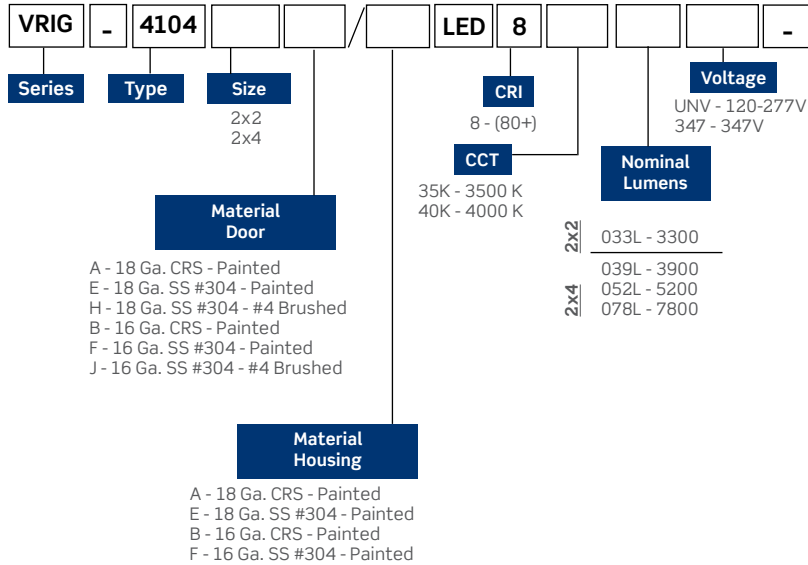 VRIG - 4104 / LED 8 -
Series Type Size
2x2
2x4
CRI
8 - (80+)
Voltage
UNV - 120-277V
347 - 347V
CCT
35K - 3500 K
40K - 4000 K
Nominal
Lumens
2x2 033L - 3300
2x4 039L - 3900
052L - 5200
078L - 7800
Material
Door
A - 18 Ga. CRS - Painted
E - 18 Ga. SS #304 - Painted
H - 18 Ga. SS #304 - #4 Brushed
B - 16 Ga. CRS - Painted
F - 16 Ga. SS #304 - Painted
J - 16 Ga. SS #304 - #4 Brushed
Material
Housing
A - 18 Ga. CRS - Painted
E - 18 Ga. SS #304 - Painted
B - 16 Ga. CRS - Painted
F - 16 Ga. SS #304 - Painted